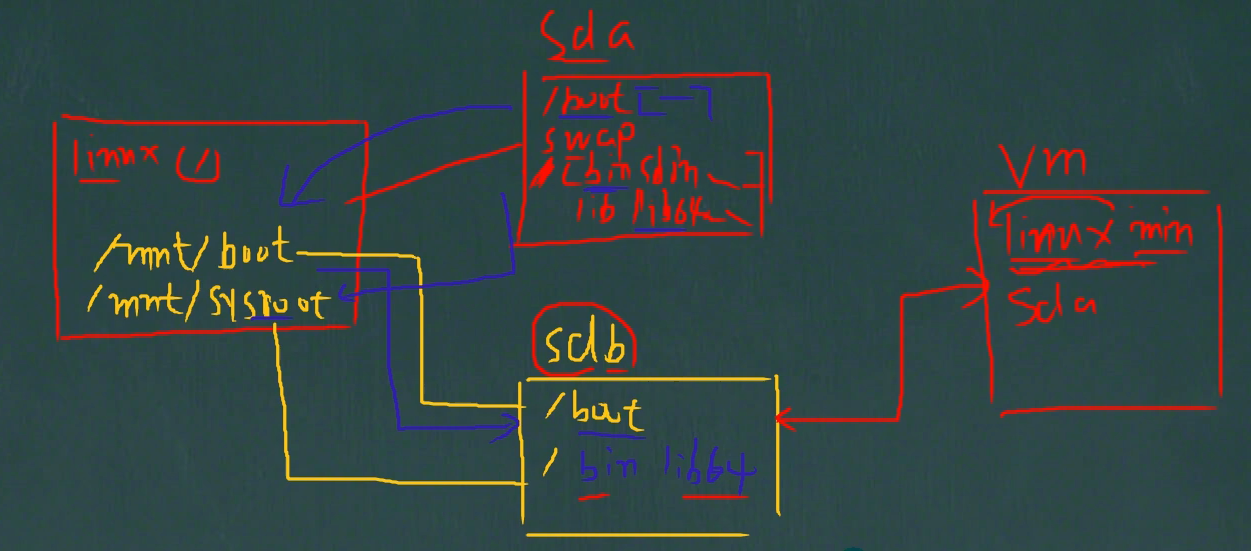 sda
/boot [—]
swap
/ [bin sbin
lib lib64
linux (/)
/mnt/boot
/mnt/sysroot
sdb
/boot
/ bin lib64
VM
linux min
sda